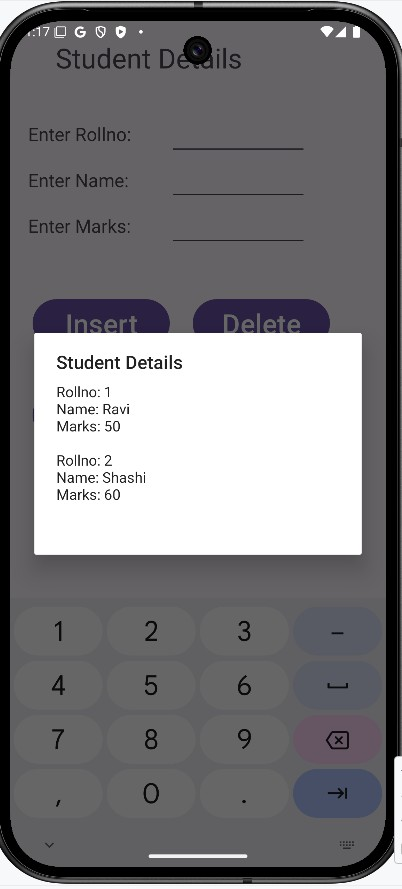 :17
Student Details
Enter Rollno:
Enter Name:
Enter Marks:
Insert Delete
Student Details
Rollno: 1
Name: Ravi
Marks: 50
Rollno: 2
Name: Shashi
Marks: 60
1 2 3 –
4 5 6
7 8 9
, 0 .